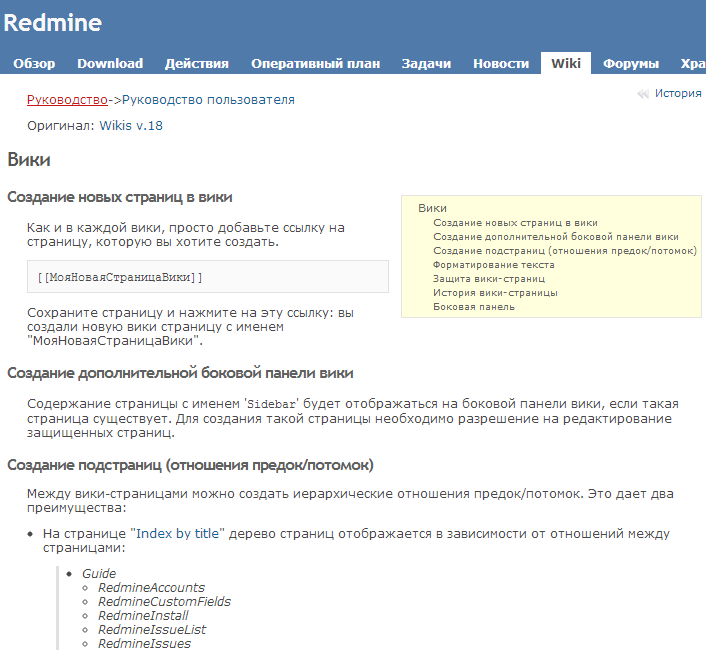 Redmine
Обзор Download Действия Оперативный план Задачи Новости Wiki Форумы Хра
Руководство->Руководство пользователя
История
Оригинал: Wikis v.18
Вики
Создание новых страниц в вики
Как и в каждой вики, просто добавьте ссылку на
страницу, которую вы хотите создать.
[[МояНоваяСтраницаВики]]
Сохраните страницу и нажмите на эту ссылку: вы
создали новую вики страницу с именем
"МояНоваяСтраницаВики".
Вики
Создание новых страниц в вики
Создание дополнительной боковой панели вики
Создание подстраниц (отношения предок/потомок)
Форматирование текста
Защита вики-страниц
История вики-страницы
Боковая панель
Создание дополнительной боковой панели вики
Содержание страницы с именем 'Sidebar' будет отображаться на боковой панели вики, если такая
страница существует. Для создания такой страницы необходимо разрешение на редактирование
защищенных страниц.
Создание подстраниц (отношения предок/потомок)
Между вики-страницами можно создать иерархические отношения предок/потомок. Это дает два
преимущества:
На странице "Index by title" дерево страниц отображается в зависимости от отношений между
страницами:
Guide
RedmineAccounts
RedmineCustomFields
RedmineInstall
RedmineIssueList
RedmineIssues